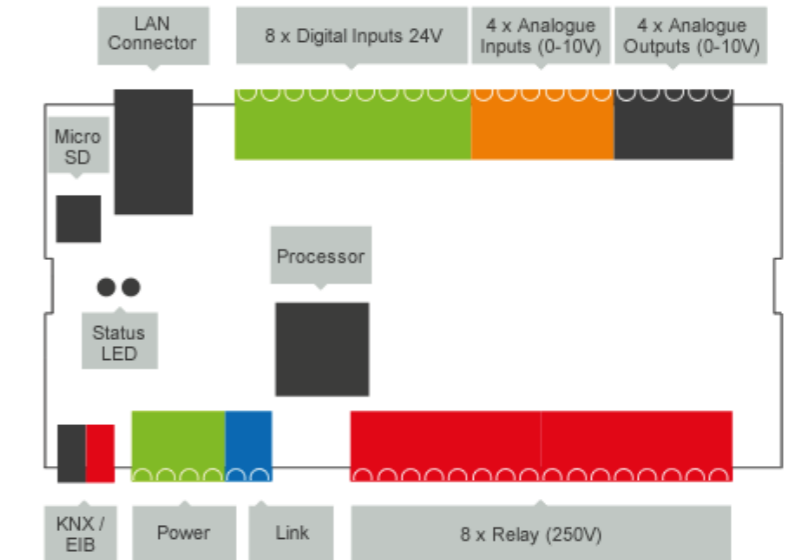 LAN
Connector
8 x Digital Inputs 24V
4 x Analogue
Inputs (0-10V)
4 x Analogue
Outputs (0-10V)
Micro
SD
Processor
Status
LED
KNX /
EIB
Power
Link
8 x Relay (250V)